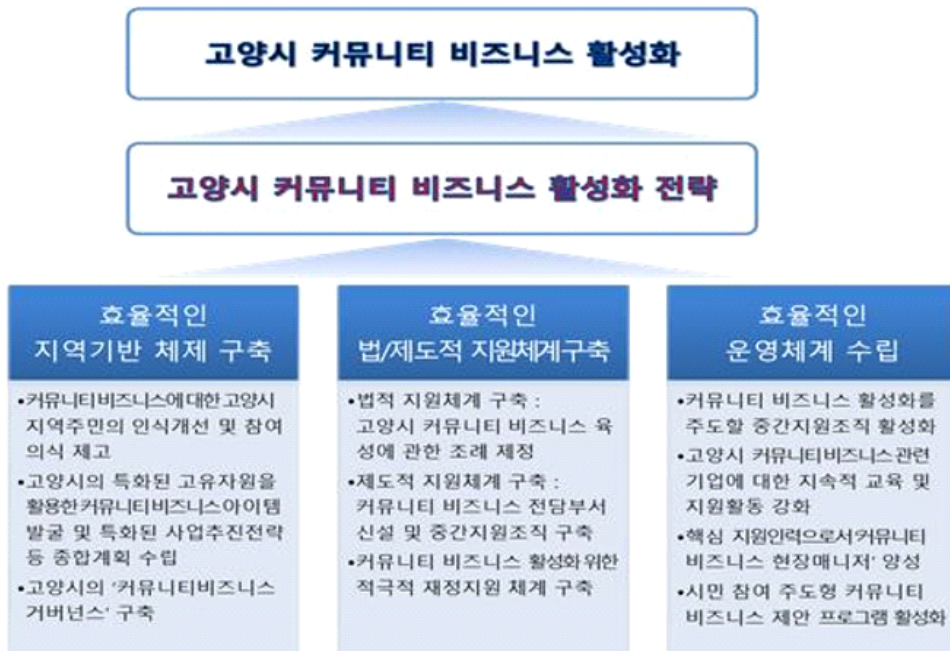 고양시 커뮤니티 비즈니스 활성화
고양시 커뮤니티 비즈니스 활성화 전략
효율적인
지역기반 체제 구축
•커뮤니티비즈니스에대한고양시
지역주민의 인식개선 및 참여
의식 제고
•고양시의 특화된 고유자원을
활용한커뮤니티비즈니스아이템
발굴 및 특화된 사업추진전략
등 종합계획 수립
•고양시의 '커뮤니티비즈니스
거버넌스' 구축
효율적인
법/제도적 지원체계구축
•법적 지원체계 구축 :
고양시 커뮤니티 비즈니스 육
성에 관한 조례 제정
•제도적 지원체계 구축 :
커뮤니티 비즈니스 전담부서
신설 및 중간지원조직 구축
•커뮤니티 비즈니스 활성화 위한
적극적 재정지원 체계 구축
효율적인
운영체계 수립
•커뮤니티 비즈니스 활성화를
주도할 중간지원조직 활성화
•고양시 커뮤니티비즈니스관련
기업에 대한 지속적 교육 및
지원활동 강화
•핵심 지원인력으로서'커뮤니티
비즈니스 현장매니저' 양성
•시민 참여 주도형 커뮤니티
비즈니스 제안 프로그램 활성화